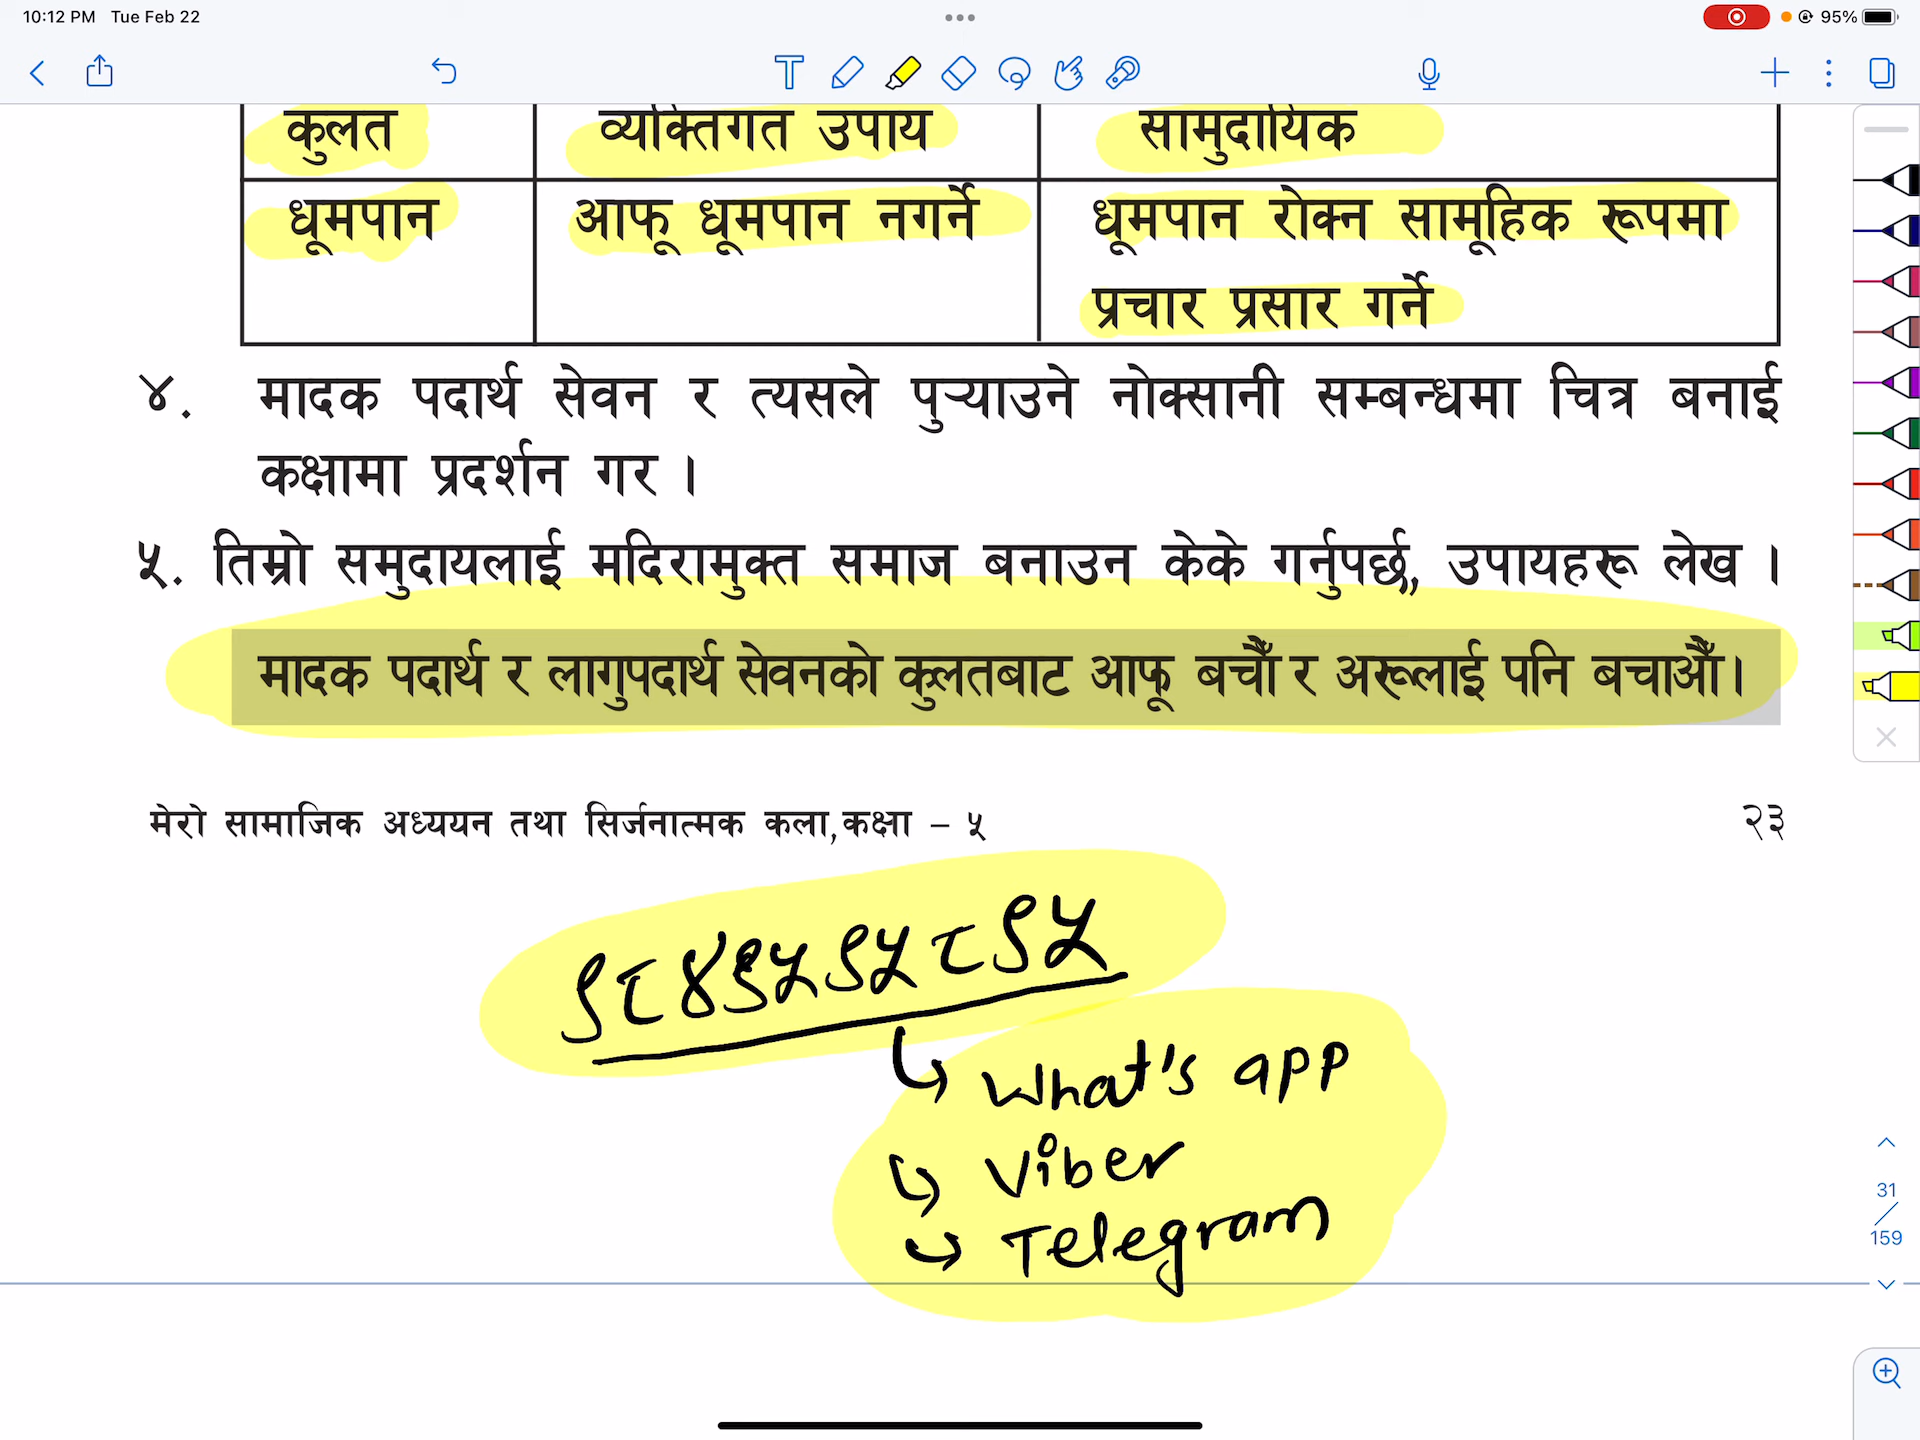 10:12 PM Tue Feb 22
95%
कुलत व्यक्तिगत उपाय सामुदायिक
धूमपान आफू धूमपान नगर्ने धूमपान रोक्न सामूहिक रूपमा
प्रचार प्रसार गर्ने
४. मादक पदार्थ सेवन र त्यसले पुऱ्याउने नोक्सानी सम्बन्धमा चित्र बनाई
कक्षामा प्रदर्शन गर ।
५. तिम्रो समुदायलाई मदिरामुक्त समाज बनाउन केके गर्नुपर्छ, उपायहरू लेख ।
मादक पदार्थ र लागुपदार्थ सेवनको कुलतबाट आफू बचौँ र अरूलाई पनि बचाऔँ।
मेरो सामाजिक अध्ययन तथा सिर्जनात्मक कला, कक्षा – ५ २३
What's app
Viber
Telegram
31
159